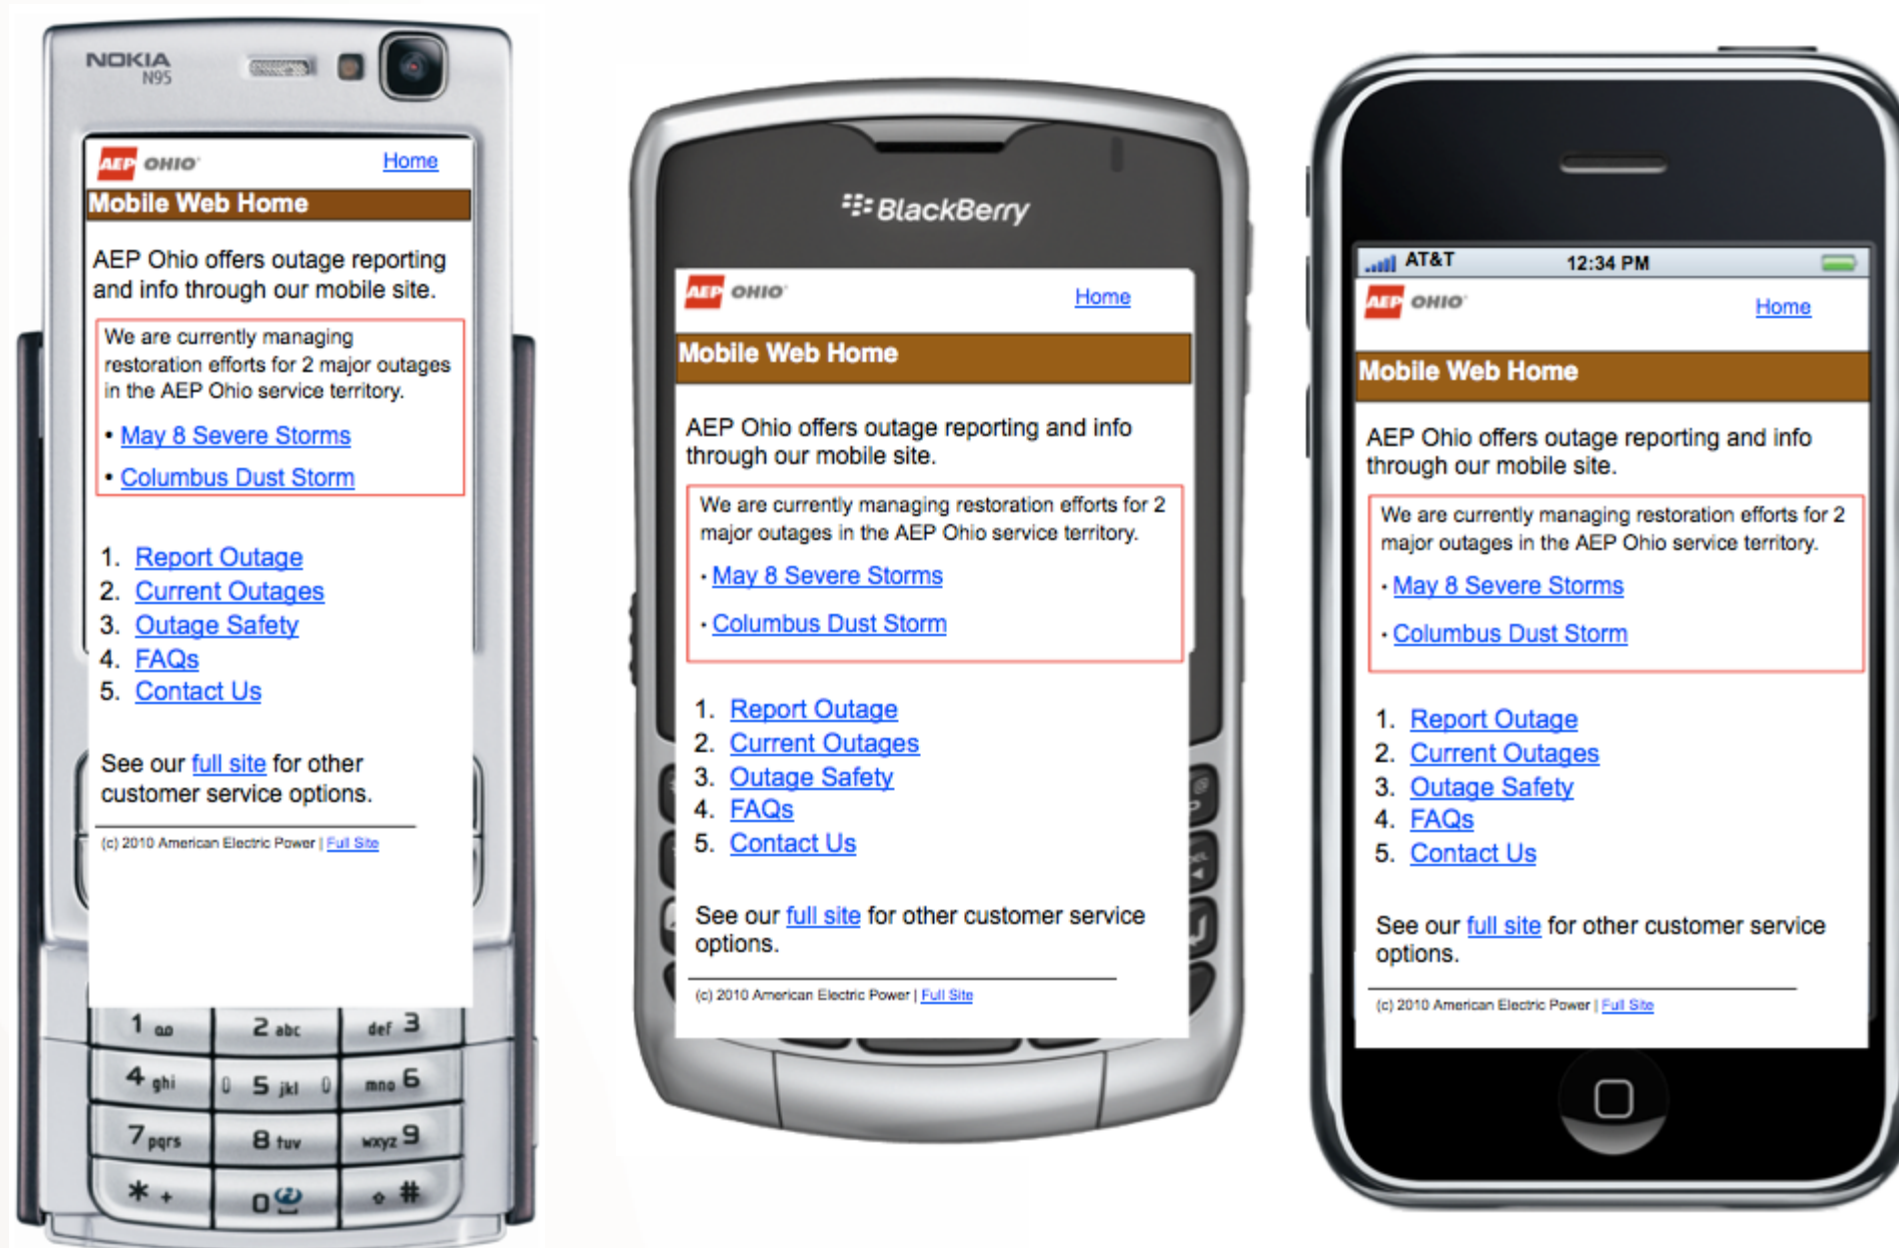 NOKIA
N95
AEP OHIO
Home
Mobile Web Home
AEP Ohio offers outage reporting
and info through our mobile site.
We are currently managing
restoration efforts for 2 major outages
in the AEP Ohio service territory.
• May 8 Severe Storms
• Columbus Dust Storm
1. Report Outage
2. Current Outages
3. Outage Safety
4. FAQs
5. Contact Us
See our full site for other
customer service options.
(c) 2010 American Electric Power | Full Site
1 2 abc def 3
4 ghi 5 jkl mno 6
7 pqrs 8 tuv wxyz 9
* + 0 #
BlackBerry
AEP OHIO
Home
Mobile Web Home
AEP Ohio offers outage reporting and info
through our mobile site.
We are currently managing restoration efforts for 2
major outages in the AEP Ohio service territory.
· May 8 Severe Storms
· Columbus Dust Storm
1. Report Outage
2. Current Outages
3. Outage Safety
4. FAQs
5. Contact Us
See our full site for other customer service
options.
(c) 2010 American Electric Power | Full Site
AT&T 12:34 PM
AEP OHIO
Home
Mobile Web Home
AEP Ohio offers outage reporting and info
through our mobile site.
We are currently managing restoration efforts for 2
major outages in the AEP Ohio service territory.
· May 8 Severe Storms
· Columbus Dust Storm
1. Report Outage
2. Current Outages
3. Outage Safety
4. FAQs
5. Contact Us
See our full site for other customer service
options.
(c) 2010 American Electric Power | Full Site